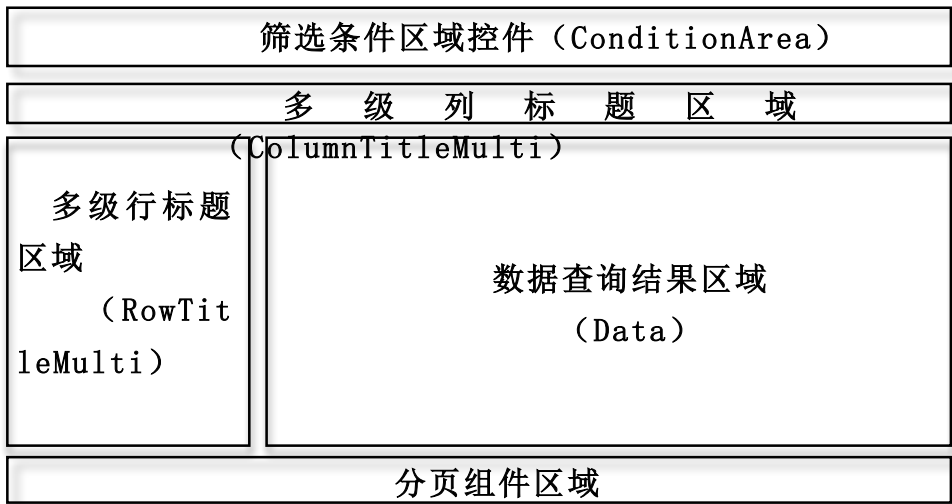 筛选条件区域控件（ConditionArea）
多级列标题区域
（ColumnTitleMulti）
多级行标题
区域
（RowTit
leMulti）
数据查询结果区域
（Data）
分页组件区域